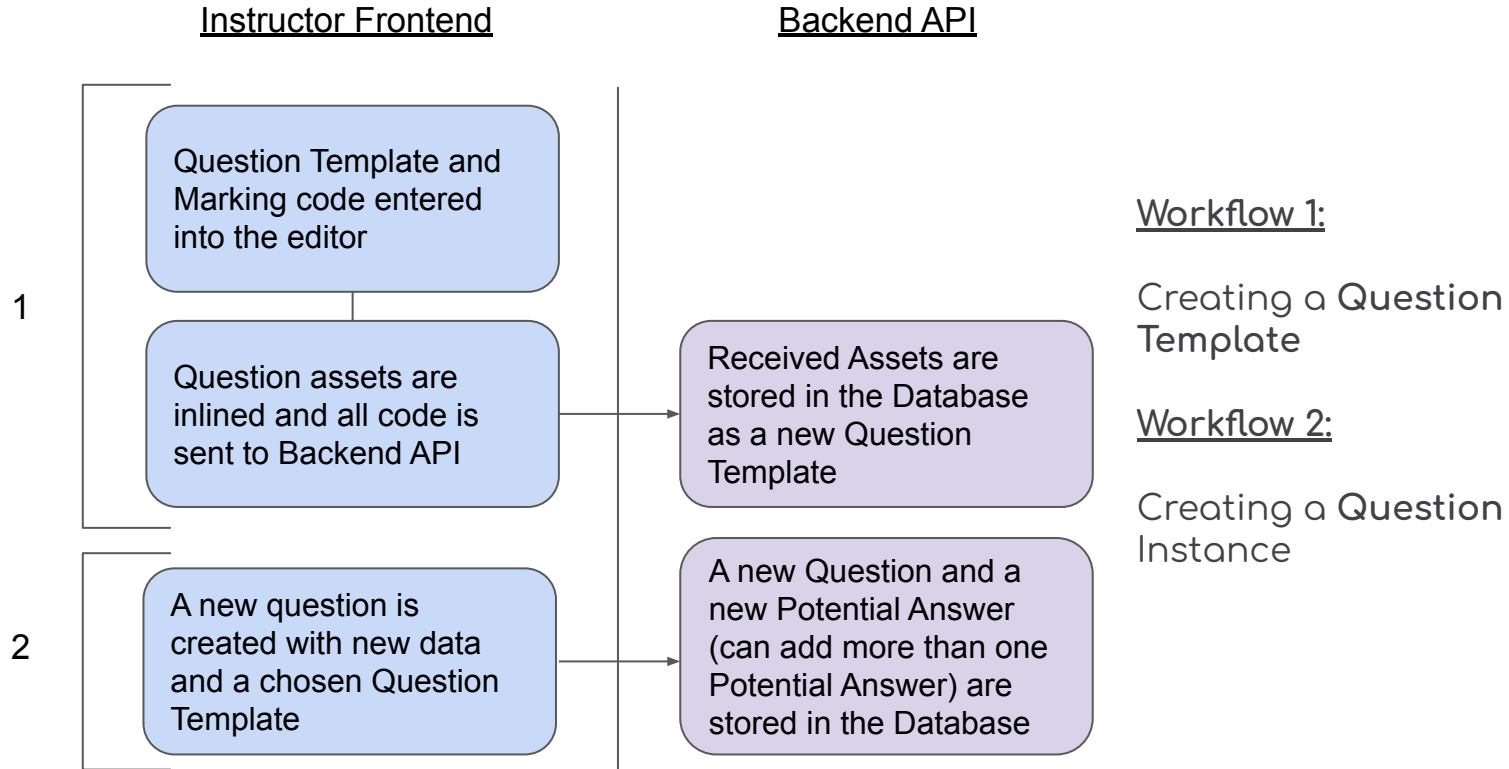 Instructor Frontend
Backend API
1
Question Template and
Marking code entered
into the editor
Question assets are
inlined and all code is
sent to Backend API
Received Assets are
stored in the Database
as a new Question
Template
2
A new question is
created with new data
and a chosen Question
Template
A new Question and a
new Potential Answer
(can add more than one
Potential Answer) are
stored in the Database
Workflow 1:
Creating a Question
Template
Workflow 2:
Creating a Question
Instance